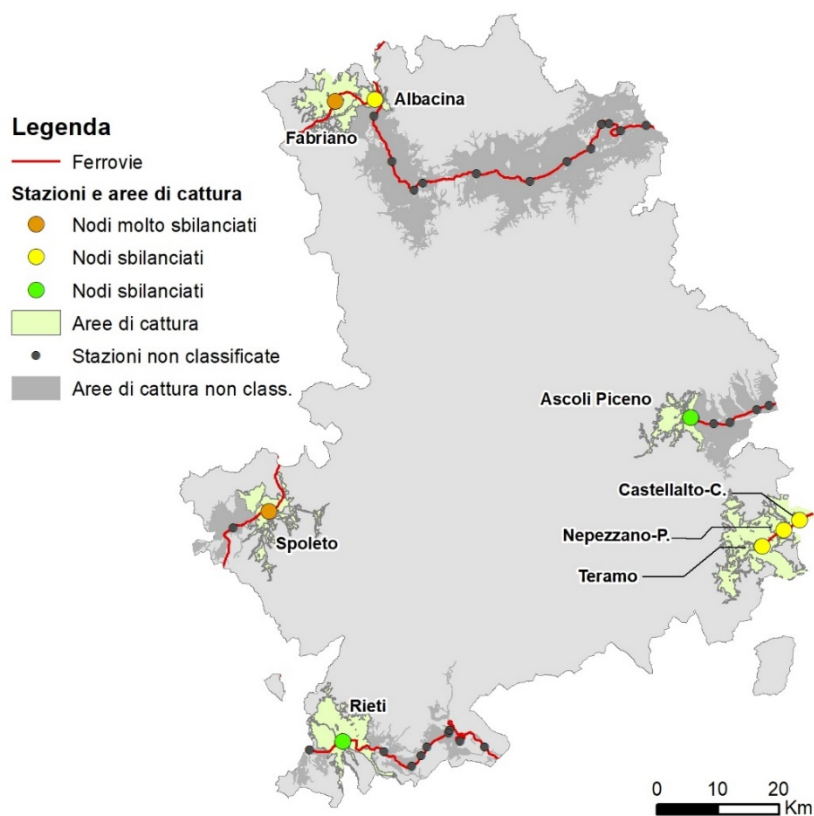 Legenda
Ferrovie
Stazioni e aree di cattura
Nodi molto sbilanciati
Nodi sbilanciati
Nodi sbilanciati
Aree di cattura
Stazioni non classificate
Aree di cattura non class.
Albacina
Fabriano
Ascoli Piceno
Castellalto-C.
Nepezzano-P.
Teramo
Spoleto
Rieti
0 10 20
Km